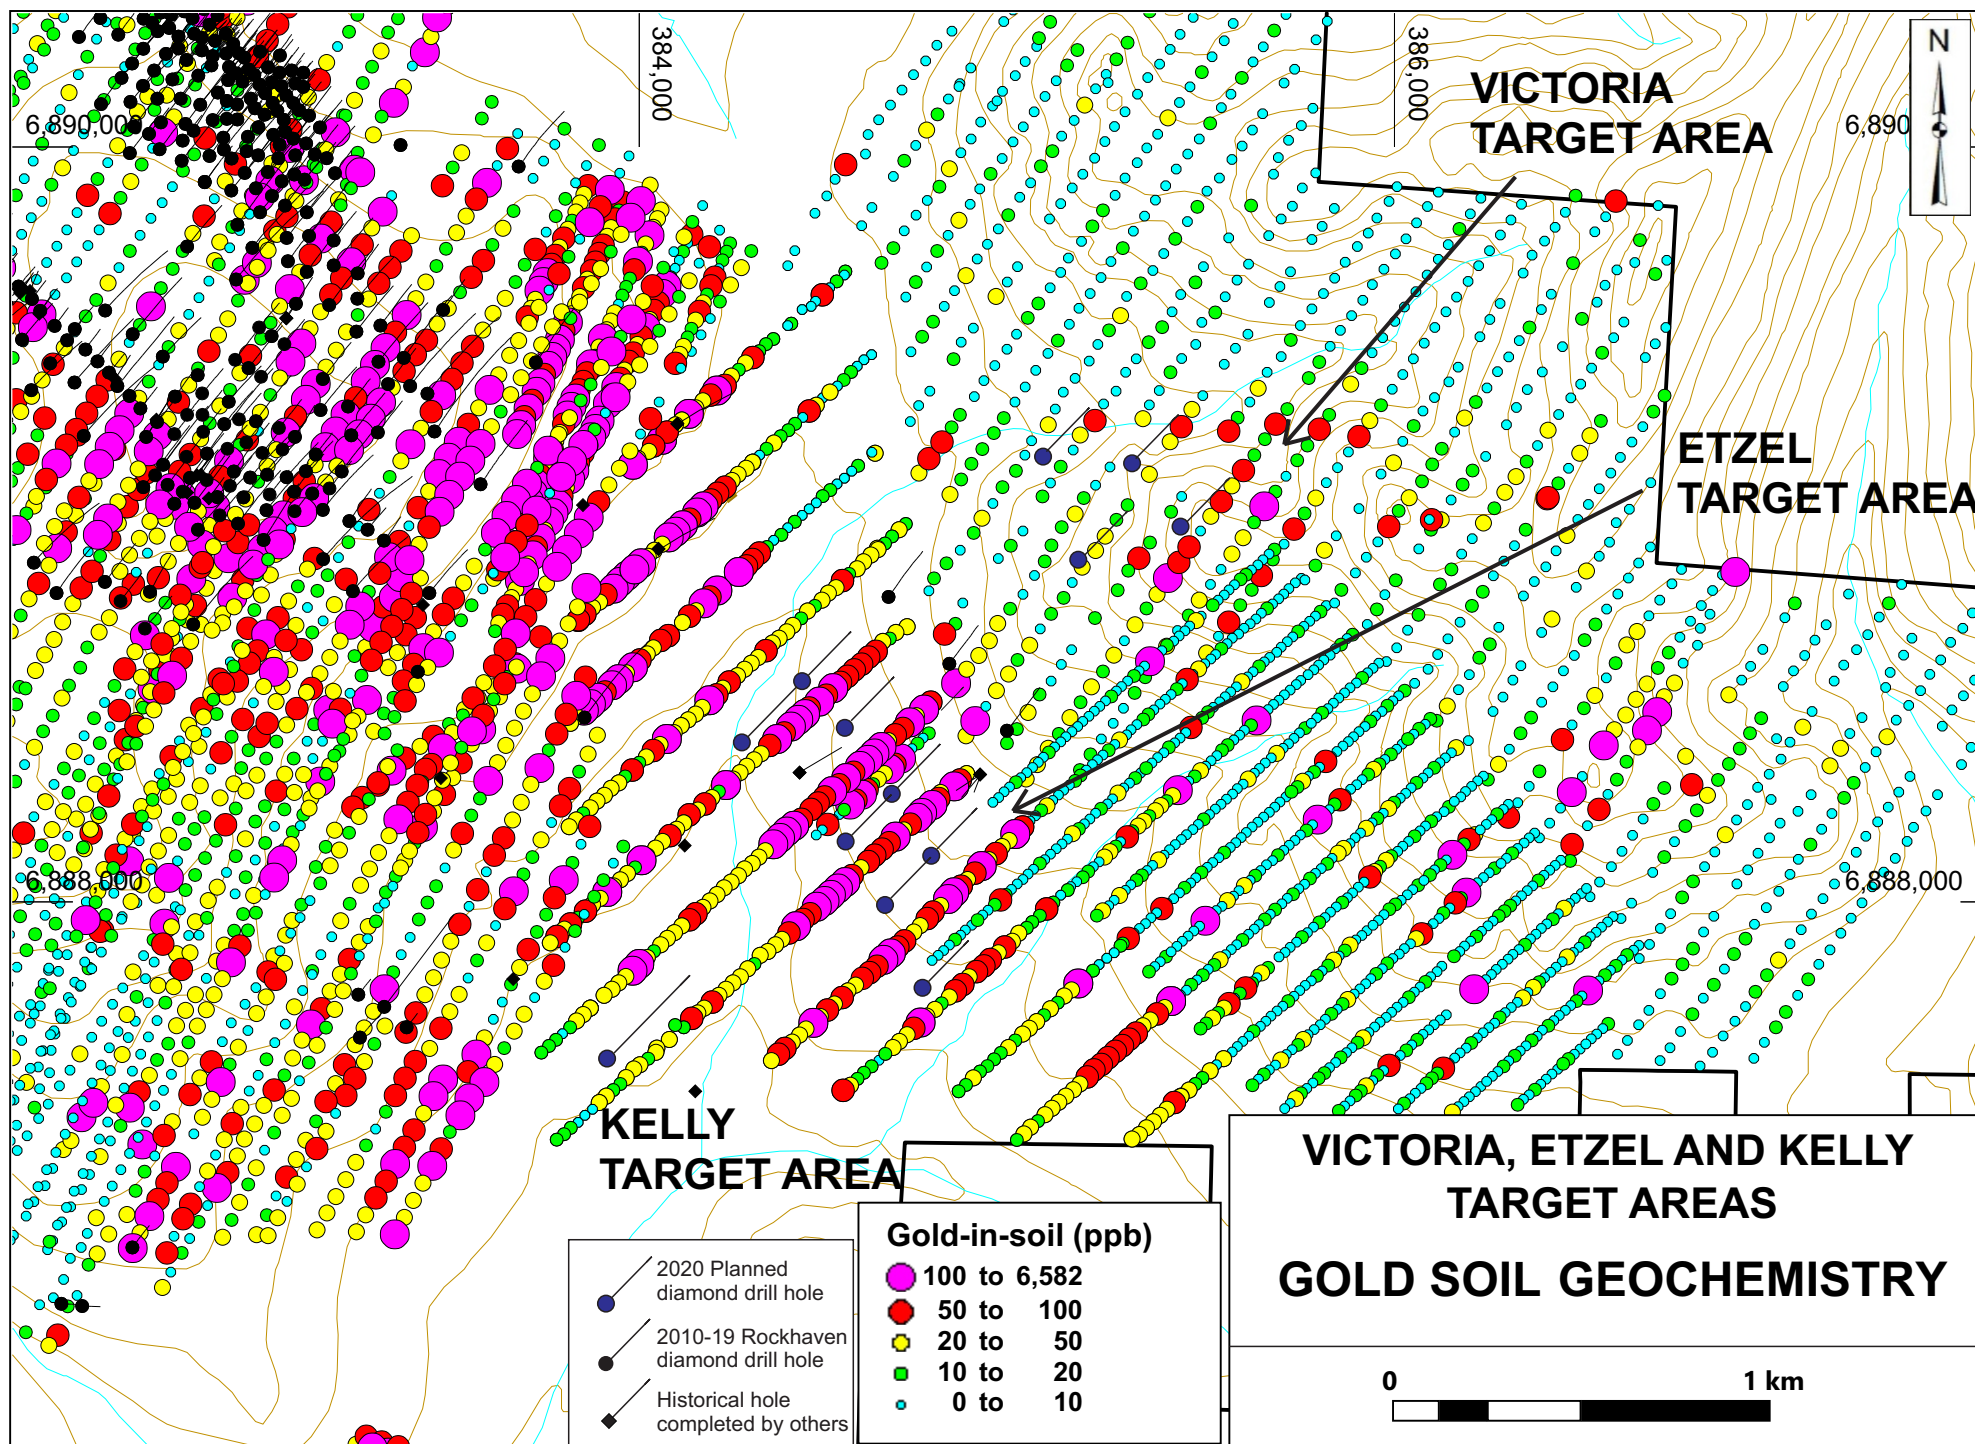 384,000
386,000
N
VICTORIA
TARGET AREA
6,890,000
6,890
ETZEL
TARGET AREA
6,888,000
6,888,000
KELLY
TARGET AREA
VICTORIA, ETZEL AND KELLY
TARGET AREAS
GOLD SOIL GEOCHEMISTRY
Gold-in-soil (ppb)
100 to 6,582
50 to 100
20 to 50
10 to 20
0 to 10
2020 Planned
diamond drill hole
2010-19 Rockhaven
diamond drill hole
Historical hole
completed by others
0 1 km